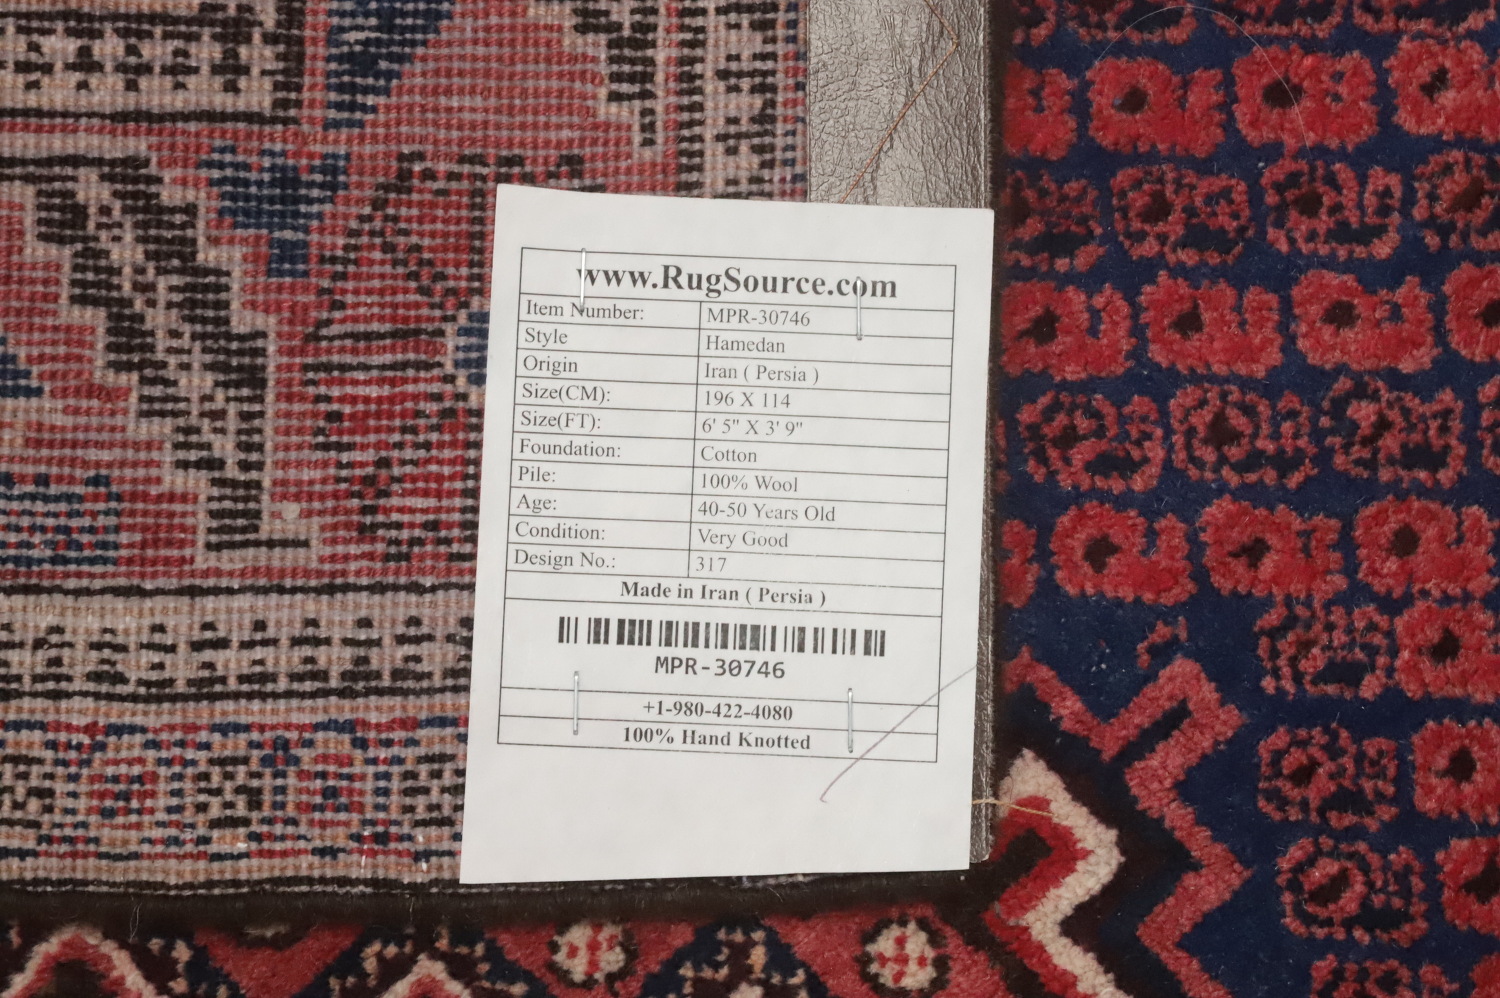 www.RugSource.com
Item Number: MPR-30746
Style Hamedan
Origin Iran ( Persia )
Size(CM): 196 X 114
Size(FT): 6' 5" X 3' 9"
Foundation: Cotton
Pile: 100% Wool
Age: 40-50 Years Old
Condition: Very Good
Design No.: 317
Made in Iran ( Persia )
MPR-30746
+1-980-422-4080
100% Hand Knotted